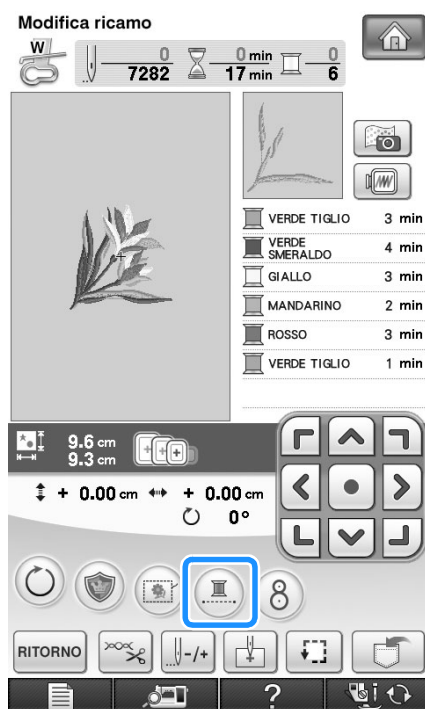 Modifica ricamo
W
0
7282
0 min
17 min
0
6
VERDE TIGLIO 3 min
VERDE SMERALDO 4 min
GIALLO 3 min
MANDARINO 2 min
ROSSO 3 min
VERDE TIGLIO 1 min
9.6 cm
9.3 cm
+ 0.00 cm + 0.00 cm
0°
RITORNO
-/+
?